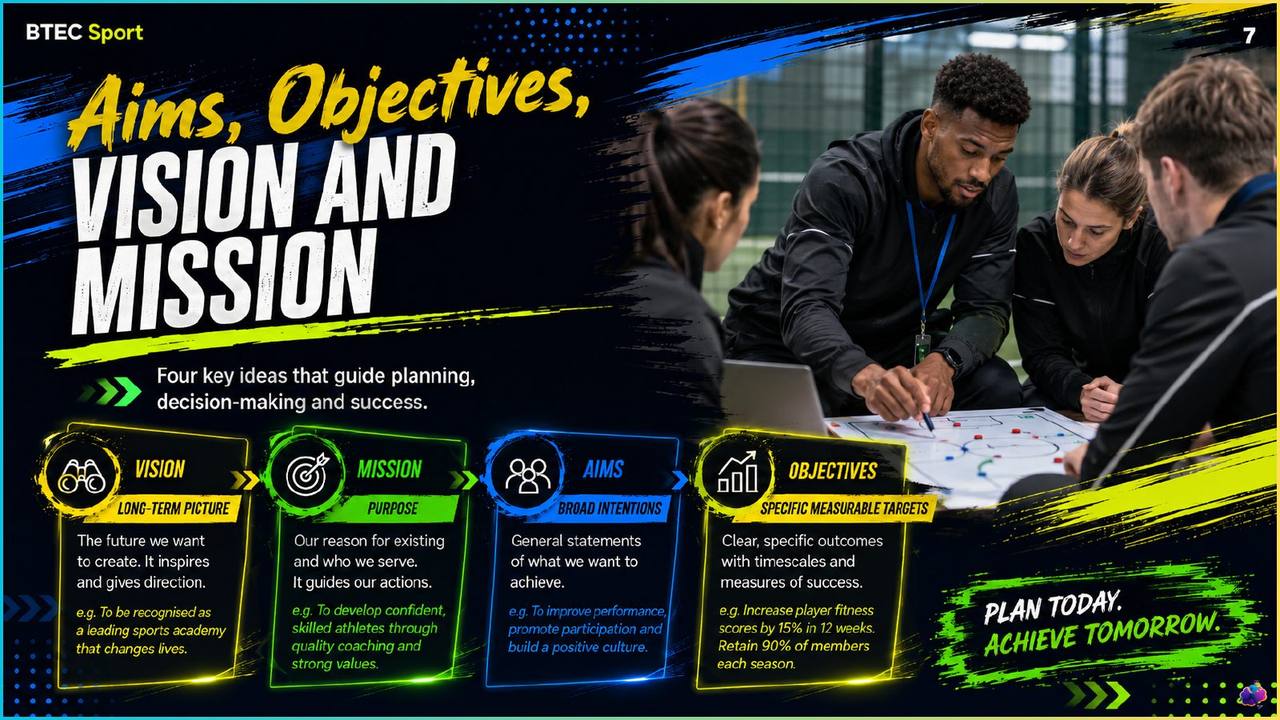 BTEC Sport
7
Aims, Objectives,
VISION AND
MISSION
Four key ideas that guide planning,
decision-making and success.
VISION
LONG-TERM PICTURE
The future we want
to create. It inspires
and gives direction.
e.g. To be recognised as
a leading sports academy
that changes lives.
MISSION
PURPOSE
Our reason for existing
and who we serve.
It guides our actions.
e.g. To develop confident,
skilled athletes through
quality coaching and
strong values.
AIMS
BROAD INTENTIONS
General statements
of what we want to
achieve.
e.g. To improve performance,
promote participation and
build a positive culture.
OBJECTIVES
SPECIFIC MEASURABLE TARGETS
Clear, specific outcomes
with timescales and
measures of success.
e.g. Increase player fitness
scores by 15% in 12 weeks.
Retain 90% of members
each season.
PLAN TODAY.
ACHIEVE TOMORROW.